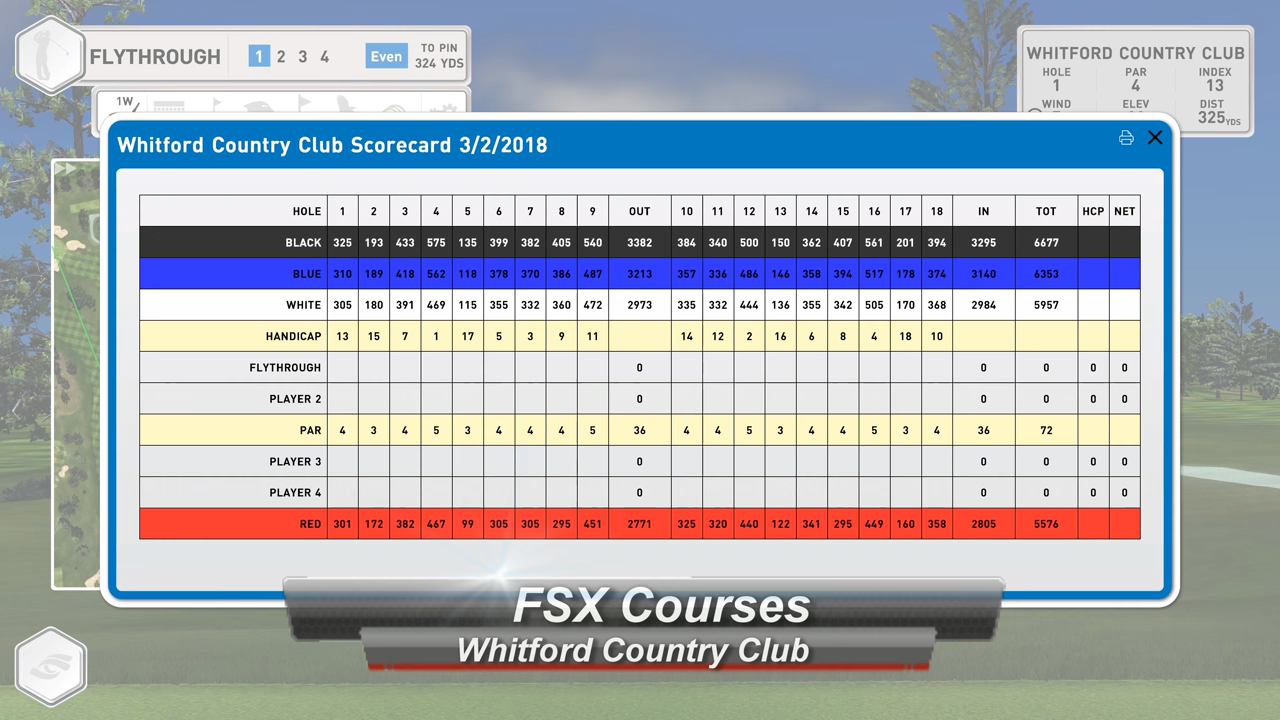 FLYTHROUGH 1 2 3 4 Even TO PIN 324 YDS
1W
WHITFORD COUNTRY CLUB
HOLE PAR INDEX
1 4 13
WIND ELEV DIST
325YDS
Whitford Country Club Scorecard 3/2/2018
HOLE 1 2 3 4 5 6 7 8 9 OUT 10 11 12 13 14 15 16 17 18 IN TOT HCP NET
BLACK 325 193 433 575 135 399 382 405 540 3382 384 340 500 150 362 407 561 201 394 3295 6677
BLUE 310 189 418 562 118 378 370 386 487 3213 357 336 486 146 358 394 517 178 374 3140 6353
WHITE 305 180 391 469 115 355 332 360 472 2973 335 332 444 136 355 342 505 170 368 2984 5957
HANDICAP 13 15 7 1 17 5 3 9 11 14 12 2 16 6 8 4 18 10
FLYTHROUGH 0 0 0 0 0
PLAYER 2 0 0 0 0 0
PAR 4 3 4 5 3 4 4 4 5 36 4 4 5 3 4 4 5 3 4 36 72
PLAYER 3 0 0 0 0 0
PLAYER 4 0 0 0 0 0
RED 301 172 382 467 99 305 305 295 451 2771 325 320 440 122 341 295 449 160 358 2805 5576
FSX Courses
Whitford Country Club